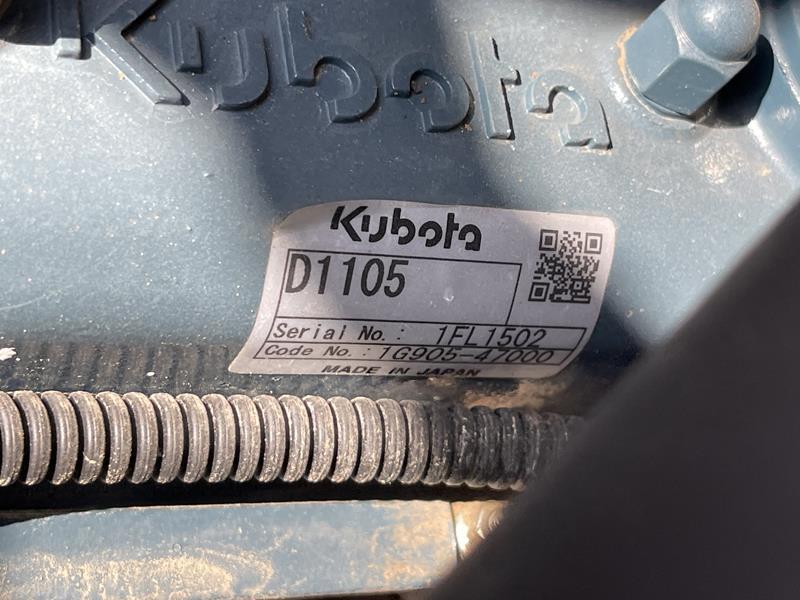 Kubota
Kubota
D1105
Serial No. : 1FL1502
Code No. : 1G905-47000
MADE IN JAPAN